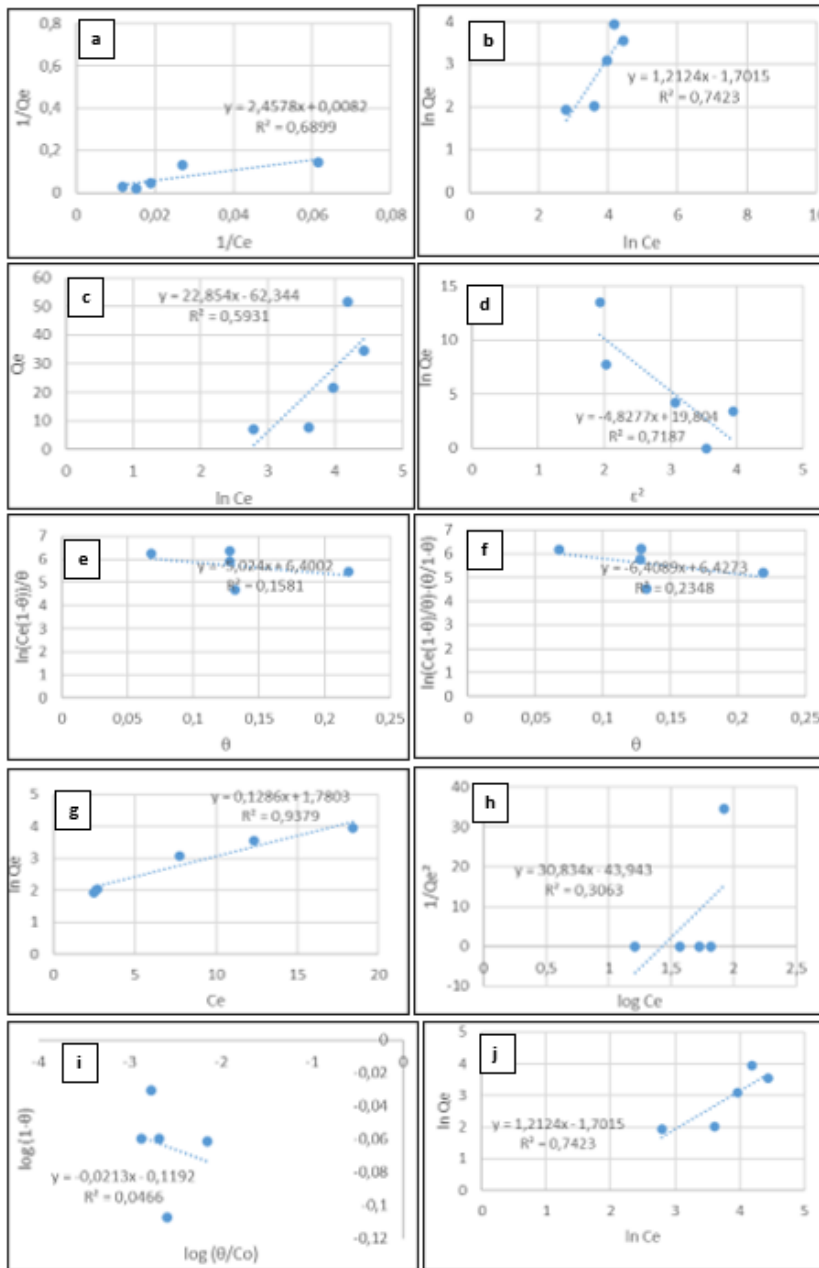 a
0,8
0,6
0,4
0,2
0
1/Qe
y = 2,4578x + 0,0082
R² = 0,6899
0 0,02 0,04 0,06 0,08
1/Ce
b
4
3
2
1
0
ln Qe
y = 1,2124x - 1,7015
R² = 0,7423
0 2 4 6 8 10
ln Ce
c
60
50
40
30
20
10
0
Qe
y = 22,854x - 62,344
R² = 0,5931
0 1 2 3 4 5
ln Ce
d
15
10
5
0
ln Qe
y = -4,8277x + 19,804
R² = 0,7187
0 1 2 3 4 5
ε²
e
7
6
5
4
3
2
1
0
ln(Ce(1-θ))/θ
y = + 6,4002
R² = 0,1581
0 0,05 0,1 0,15 0,2 0,25
θ
f
7
6
5
4
3
2
1
0
ln(Ce(1-θ)/θ)-(θ/1-θ)
y = -6,4089x + 6,4273
R² = 0,2348
0 0,05 0,1 0,15 0,2 0,25
θ
g
5
4
3
2
1
0
ln Qe
y = 0,1286x + 1,7803
R² = 0,9379
0 5 10 15 20
Ce
h
40
30
20
10
0
-10
1/Qe²
y = 30,834x - 43,943
R² = 0,3063
0 0,5 1 1,5 2 2,5
log Ce
i
-4 -3 -2 -1 0
0
-0,02
-0,04
-0,06
-0,08
-0,1
-0,12
log (1-θ)
y = -0,0213x - 0,1192
R² = 0,0466
log (θ/Co)
j
5
4
3
2
1
0
ln Qe
y = 1,2124x - 1,7015
R² = 0,7423
0 1 2 3 4 5
ln Ce